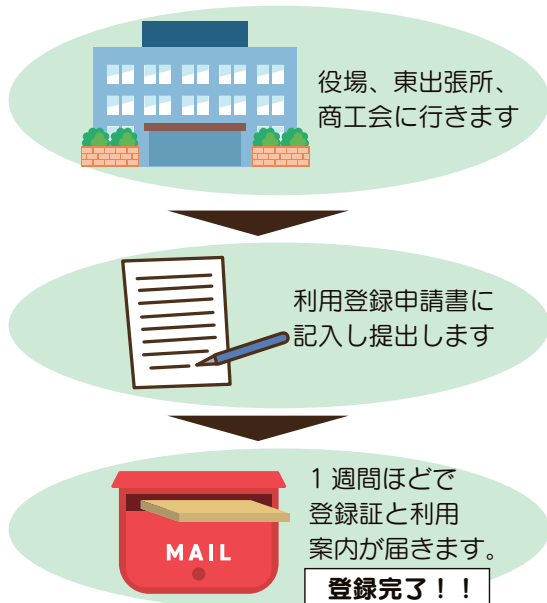 役場、東出張所、
商工会に行きます
利用登録申請書に
記入し提出します
1週間ほどで
登録証と利用
案内が届きます。
MAIL
登録完了！！